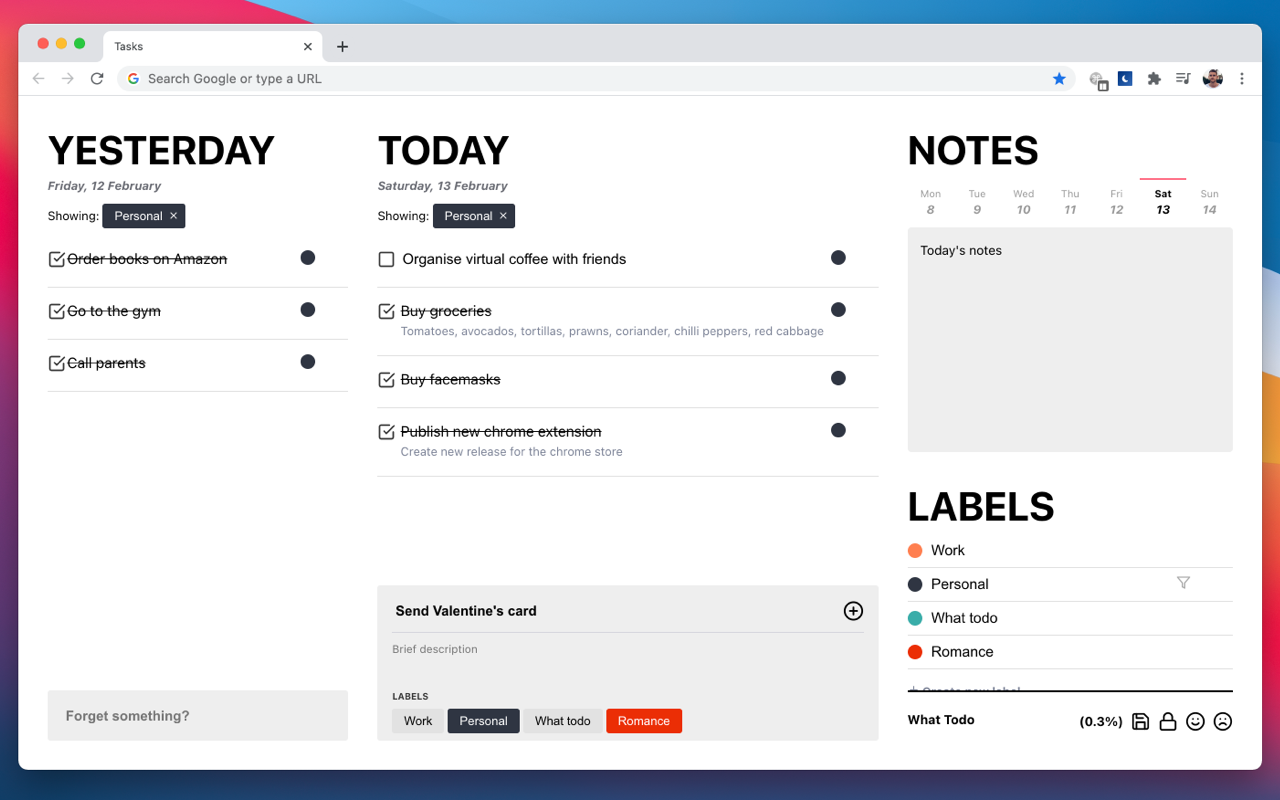 Tasks
Search Google or type a URL
YESTERDAY
Friday, 12 February
Showing: Personal ×
Order books on Amazon
Go to the gym
Call parents
Forget something?
TODAY
Saturday, 13 February
Showing: Personal ×
Organise virtual coffee with friends
Buy groceries
Tomatoes, avocados, tortillas, prawns, coriander, chilli peppers, red cabbage
Buy facemasks
Publish new chrome extension
Create new release for the chrome store
Send Valentine's card
Brief description
LABELS
Work Personal What todo Romance
NOTES
Mon Tue Wed Thu Fri Sat Sun
8 9 10 11 12 13 14
Today's notes
LABELS
Work
Personal
What todo
Romance
+ Create new label
What Todo (0.3%)